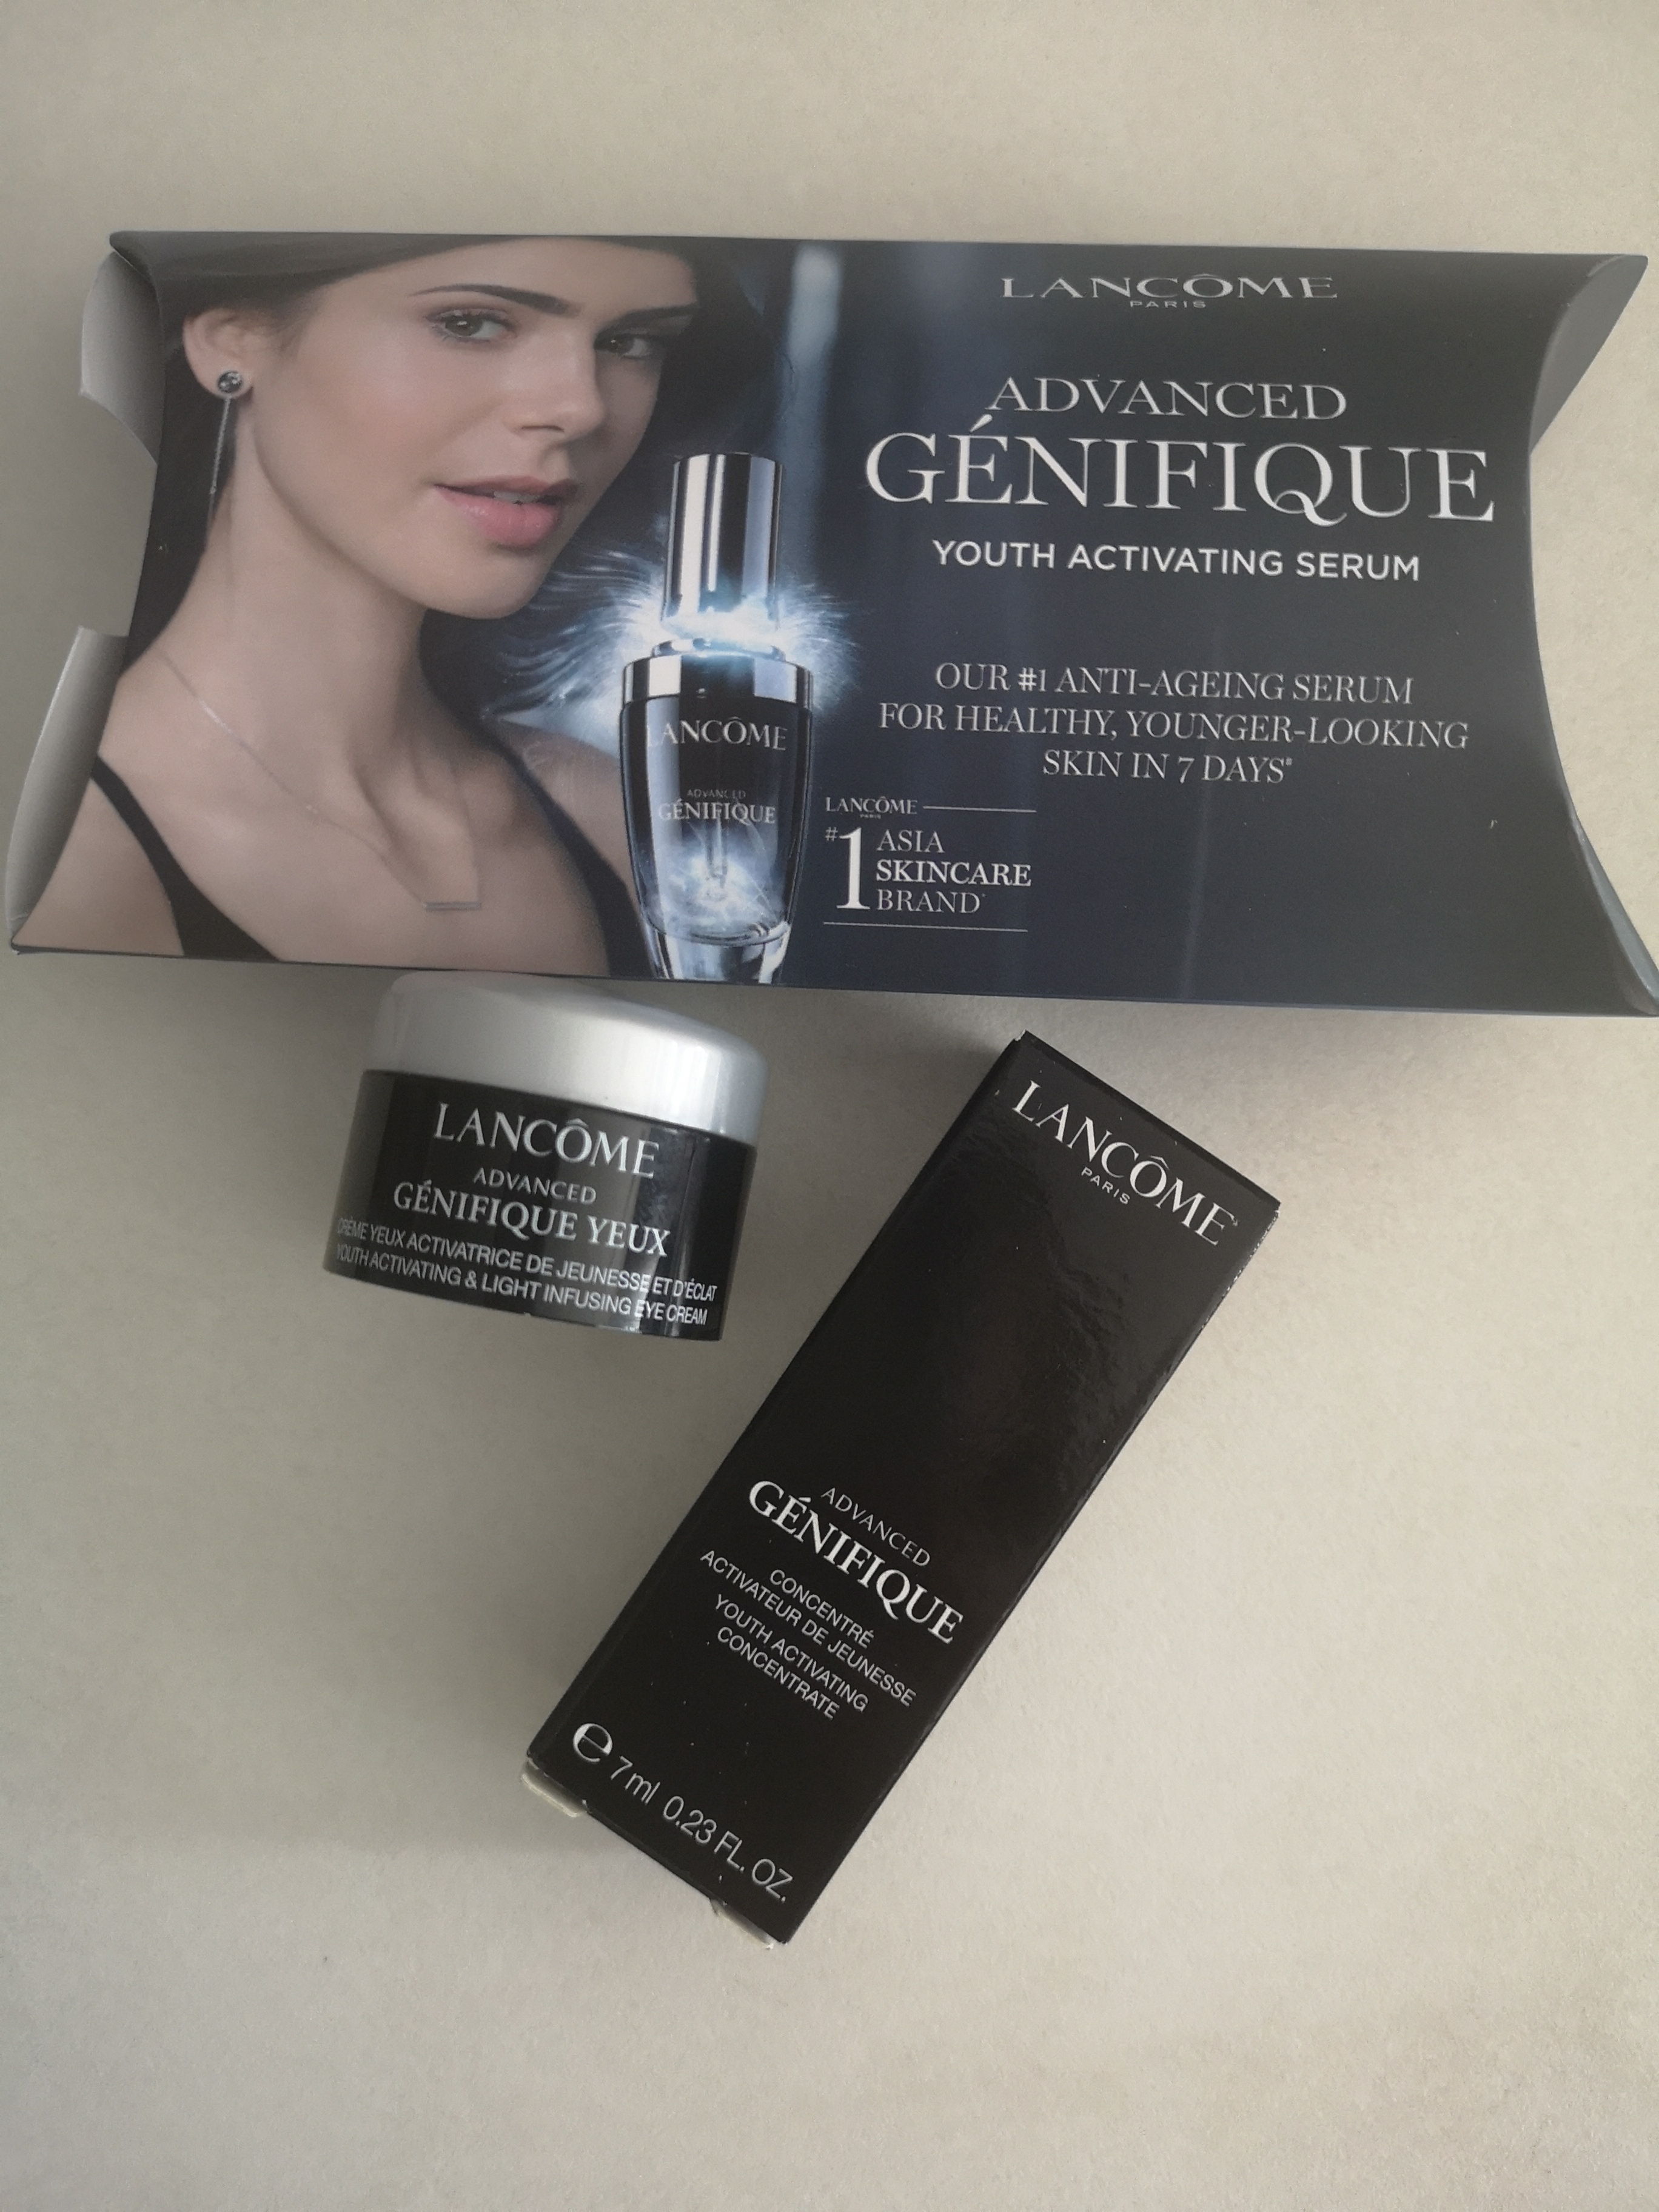 LANCÔME
PARIS
ADVANCED
GÉNIFIQUE
YOUTH ACTIVATING SERUM
OUR #1 ANTI-AGEING SERUM
FOR HEALTHY, YOUNGER-LOOKING
SKIN IN 7 DAYS#
LANCÔME
PARIS
#1 ASIA
SKINCARE
BRAND*
LANCÔME
ADVANCED
GÉNIFIQUE
LANCÔME
ADVANCED
GÉNIFIQUE YEUX
CRÈME YEUX ACTIVATRICE DE JEUNESSE ET D'ÉCLAT
YOUTH ACTIVATING & LIGHT INFUSING EYE CREAM
LANCÔME
PARIS
ADVANCED
GÉNIFIQUE
CONCENTRÉ
ACTIVATEUR DE JEUNESSE
YOUTH ACTIVATING
CONCENTRATE
℮ 7ml 0.23 FL. OZ.